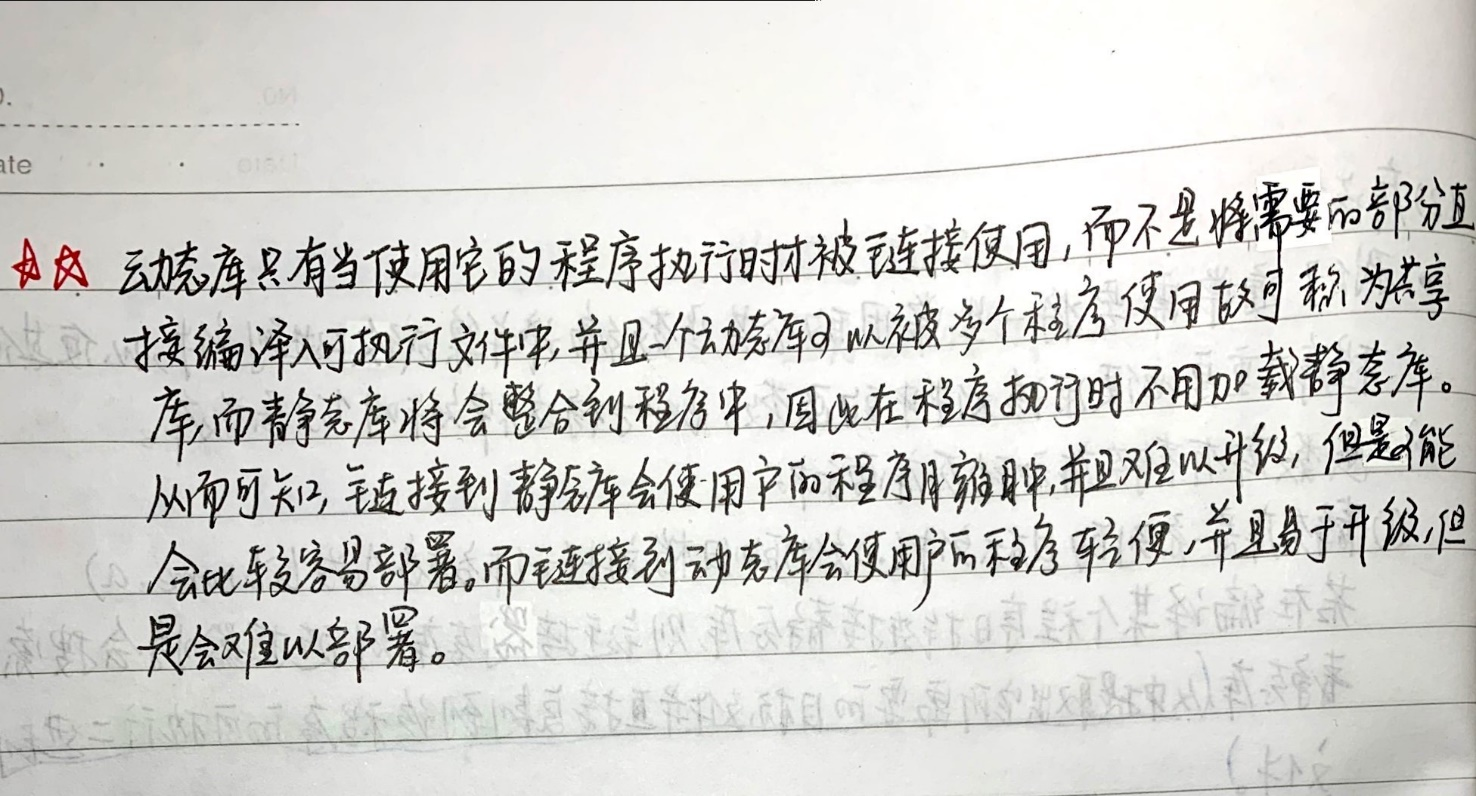 ate
动态库只有当使用它的程序执行时才被链接使用,而不是将需要的部分直
接编译入可执行文件中,并且一个动态库可以被多个程序使用故可称为共享
库,而静态库将会整合到程序中,因此在程序执行时不用加载静态库。
从而可知,链接到静态库会使用户的程序臃肿,并且难以升级,但是可能
会比较容易部署。而链接到动态库会使用户的程序轻便,并且易于升级,但
是会难以部署。